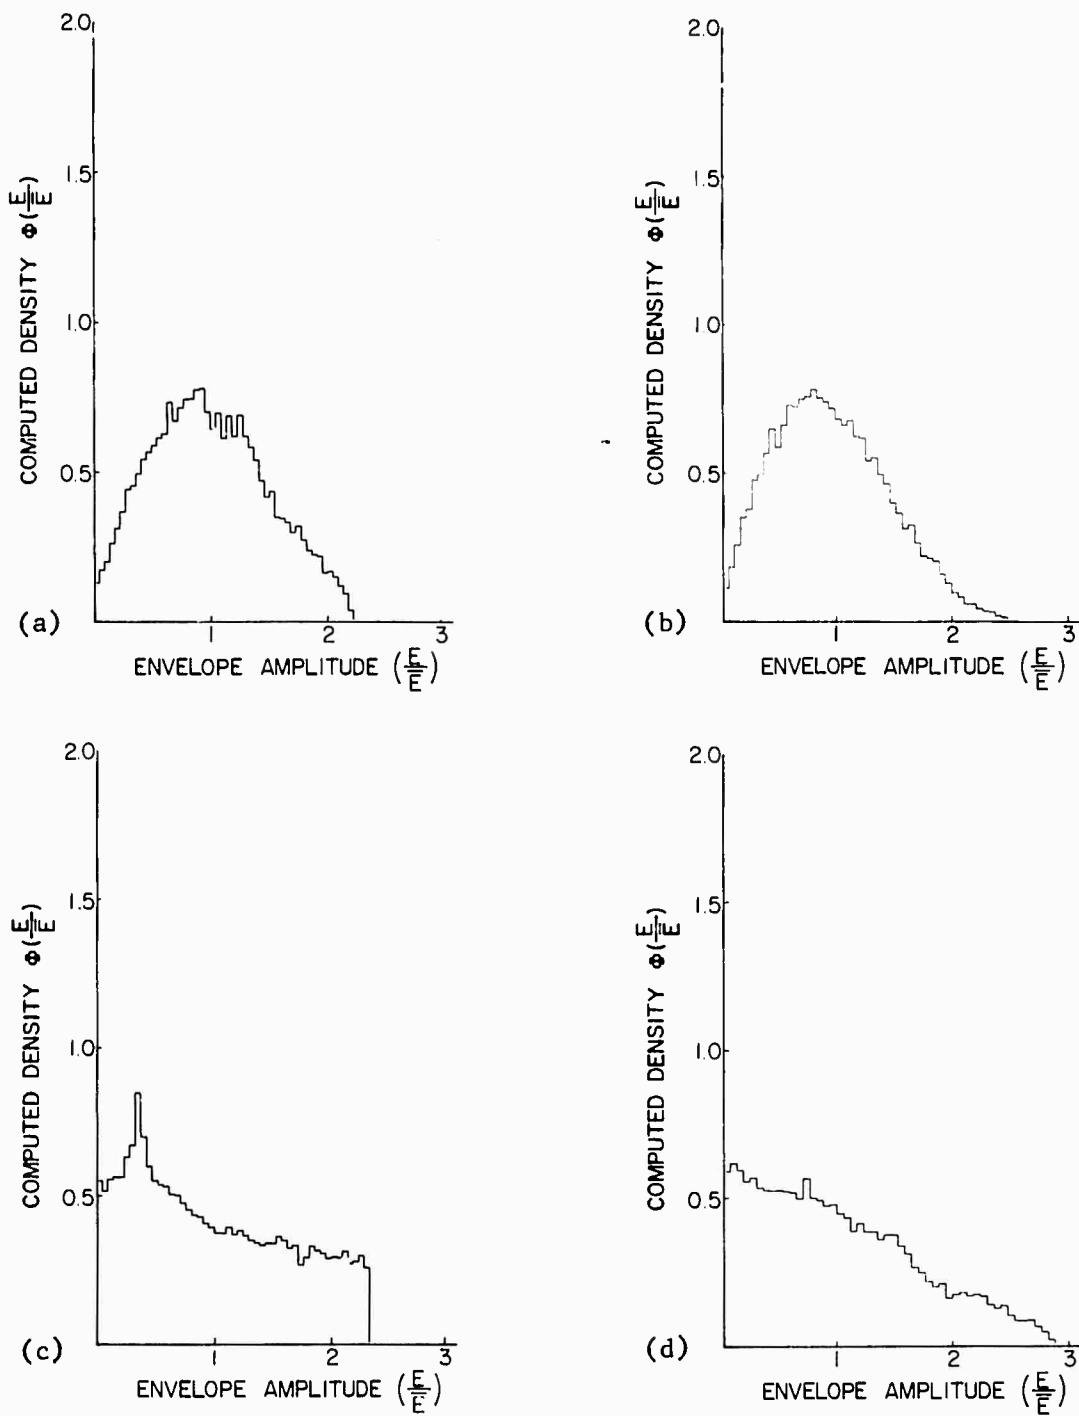 2.0
1.5
1.0
0.5
COMPUTED DENSITY Φ(E/E̿)
1 2 3
ENVELOPE AMPLITUDE (E/E̿)
(a)
2.0
1.5
1.0
0.5
COMPUTED DENSITY Φ(E/E̿)
1 2 3
ENVELOPE AMPLITUDE (E/E̿)
(b)
2.0
1.5
1.0
0.5
COMPUTED DENSITY Φ(E/E̿)
1 2 3
ENVELOPE AMPLITUDE (E/E̿)
(c)
2.0
1.5
1.0
0.5
COMPUTED DENSITY Φ(E/E̿)
1 2 3
ENVELOPE AMPLITUDE (E/E̿)
(d)